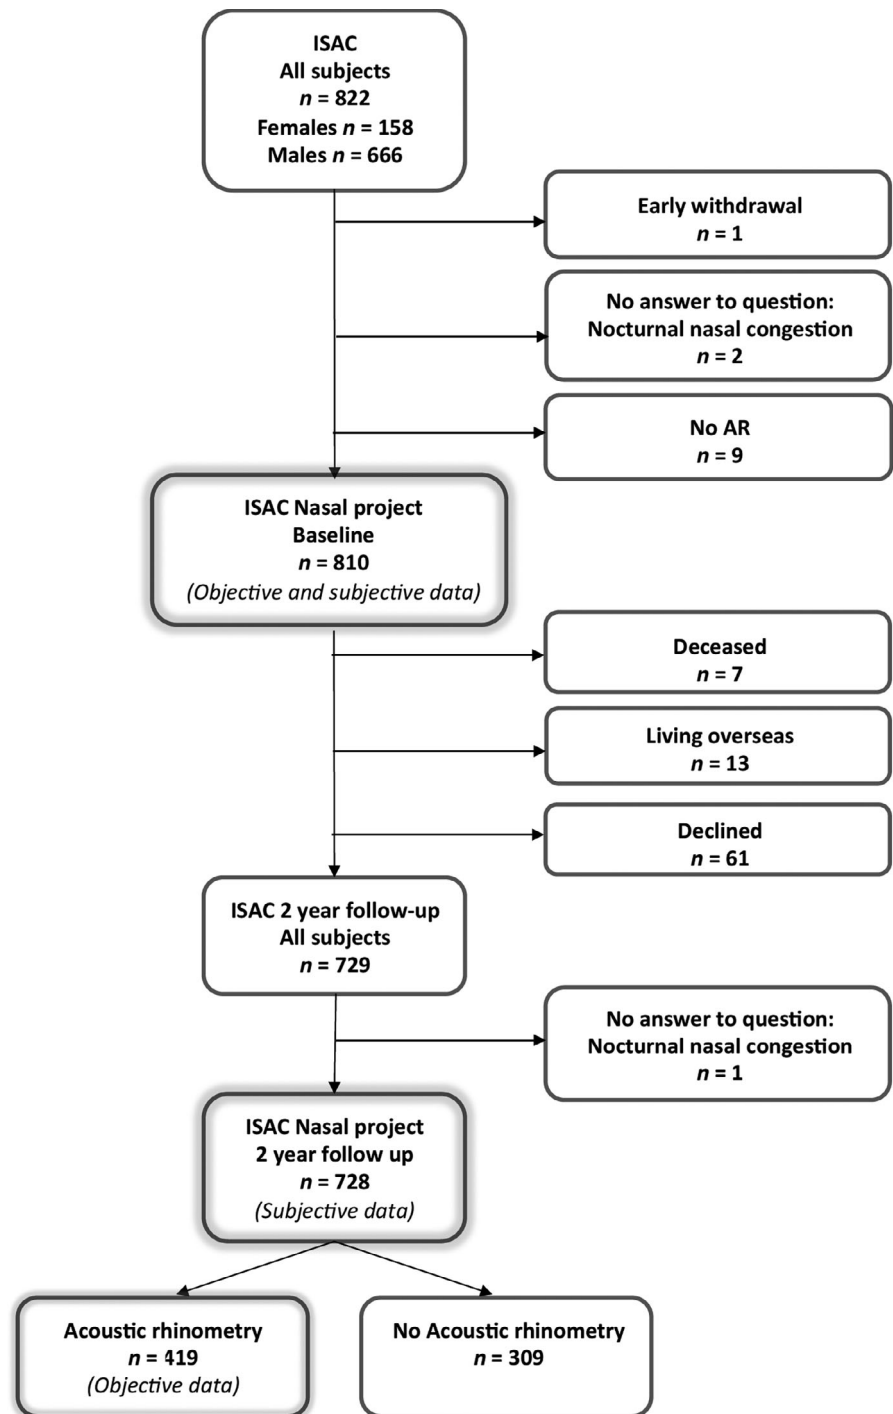 ISAC
All subjects
n = 822
Females n = 158
Males n = 666
Early withdrawal
n = 1
No answer to question:
Nocturnal nasal congestion
n = 2
No AR
n = 9
ISAC Nasal project
Baseline
n = 810
(Objective and subjective data)
Deceased
n = 7
Living overseas
n = 13
Declined
n = 61
ISAC 2 year follow-up
All subjects
n = 729
No answer to question:
Nocturnal nasal congestion
n = 1
ISAC Nasal project
2 year follow up
n = 728
(Subjective data)
Acoustic rhinometry
n = 419
(Objective data)
No Acoustic rhinometry
n = 309